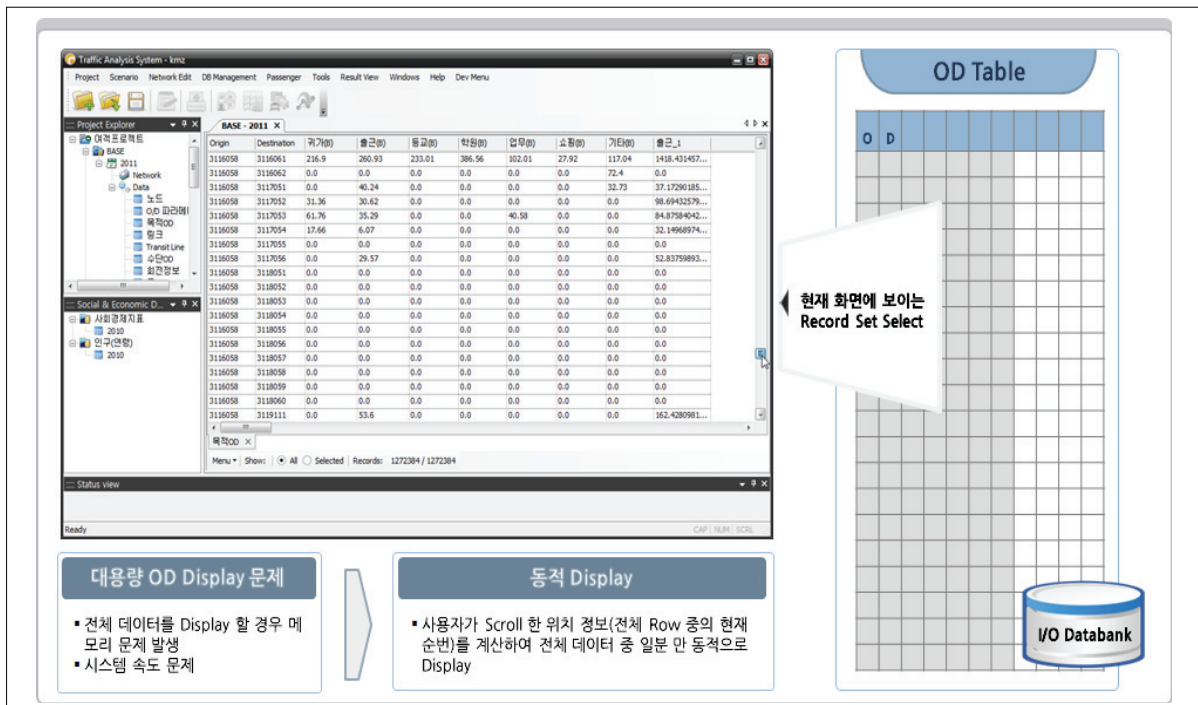 Traffic Analysis System - kmz
Project Scenario Network Edit DB Management Passenger Tools Result View Windows Help Dev Menu
Project Explorer
여객프로젝트
BASE
2011
Network
Data
노드
O/D 파라메
목적OD
링크
Transit Line
수단OD
회전정보
Social & Economic D...
사회경제지표
2010
인구(연령)
2010
BASE - 2011
Origin Destination 귀가(B) 출근(B) 등교(B) 학원(B) 업무(B) 쇼핑(B) 기타(B) 출근_1
3116058 3116061 216.9 260.93 233.01 386.56 102.01 27.92 117.04 1418.431457...
3116058 3116062 0.0 0.0 0.0 0.0 0.0 0.0 72.4 0.0
3116058 3117051 0.0 40.24 0.0 0.0 0.0 0.0 32.73 37.17290185...
3116058 3117052 31.36 30.62 0.0 0.0 0.0 0.0 0.0 98.69432579...
3116058 3117053 61.76 35.29 0.0 0.0 40.58 0.0 0.0 84.87584042...
3116058 3117054 17.66 6.07 0.0 0.0 0.0 0.0 0.0 32.14968974...
3116058 3117055 0.0 0.0 0.0 0.0 0.0 0.0 0.0 0.0
3116058 3117056 0.0 29.57 0.0 0.0 0.0 0.0 0.0 52.83759893...
3116058 3118051 0.0 0.0 0.0 0.0 0.0 0.0 0.0 0.0
3116058 3118052 0.0 0.0 0.0 0.0 0.0 0.0 0.0 0.0
3116058 3118053 0.0 0.0 0.0 0.0 0.0 0.0 0.0 0.0
3116058 3118054 0.0 0.0 0.0 0.0 0.0 0.0 0.0 0.0
3116058 3118055 0.0 0.0 0.0 0.0 0.0 0.0 0.0 0.0
3116058 3118056 0.0 0.0 0.0 0.0 0.0 0.0 0.0 0.0
3116058 3118057 0.0 0.0 0.0 0.0 0.0 0.0 0.0 0.0
3116058 3118058 0.0 0.0 0.0 0.0 0.0 0.0 0.0 0.0
3116058 3118059 0.0 0.0 0.0 0.0 0.0 0.0 0.0 0.0
3116058 3118060 0.0 0.0 0.0 0.0 0.0 0.0 0.0 0.0
3116058 3119111 0.0 53.6 0.0 0.0 0.0 0.0 0.0 162.4280981...
목적OD
Menu Show: All Selected Records: 1272384 / 1272384
Status view
Ready
CAP NUM SCRL
OD Table
O D
현재 화면에 보이는
Record Set Select
I/O Databank
대용량 OD Display 문제
▪ 전체 데이터를 Display 할 경우 메
모리 문제 발생
▪ 시스템 속도 문제
동적 Display
▪ 사용자가 Scroll 한 위치 정보(전체 Row 중의 현재
순번)를 계산하여 전체 데이터 중 일분 만 동적으로
Display